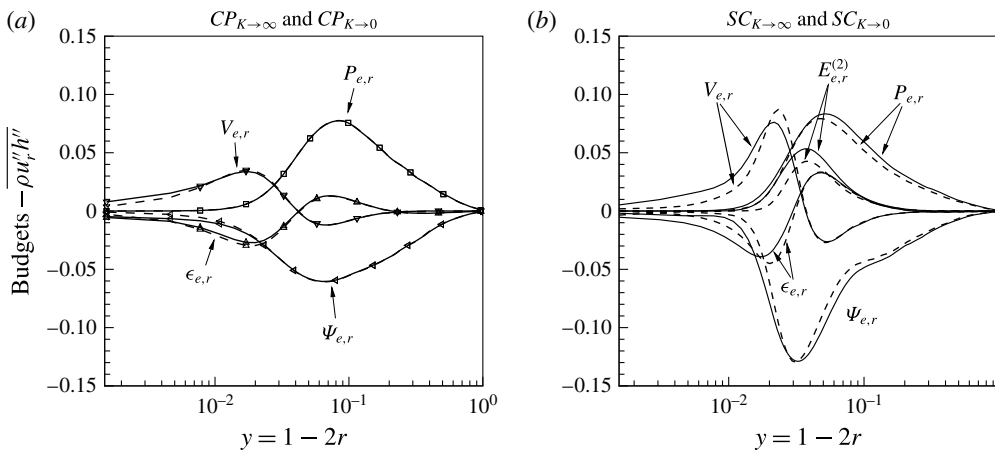 (a) CP_{K→∞} and CP_{K→0}
Budgets – \overline{ρu''_r h''}
0.15
0.10
0.05
0
−0.05
−0.10
−0.15
V_{e,r}
P_{e,r}
ϵ_{e,r}
Ψ_{e,r}
10^{−2} 10^{−1} 10^{0}
y = 1 − 2r
(b) SC_{K→∞} and SC_{K→0}
0.15
0.10
0.05
0
−0.05
−0.10
−0.15
V_{e,r}
E^{(2)}_{e,r}
P_{e,r}
ϵ_{e,r}
Ψ_{e,r}
10^{−2} 10^{−1} 10^{0}
y = 1 − 2r